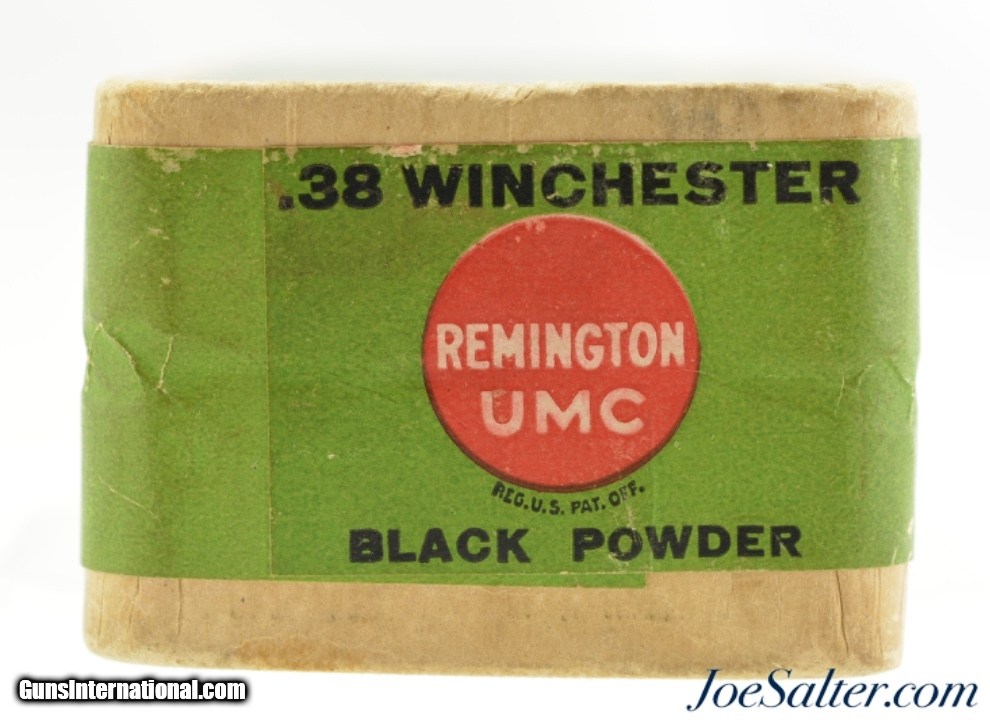 .38 WINCHESTER
REMINGTON
UMC
REG. U.S. PAT. OFF.
BLACK POWDER
GunsInternational.com
JoeSalter.com